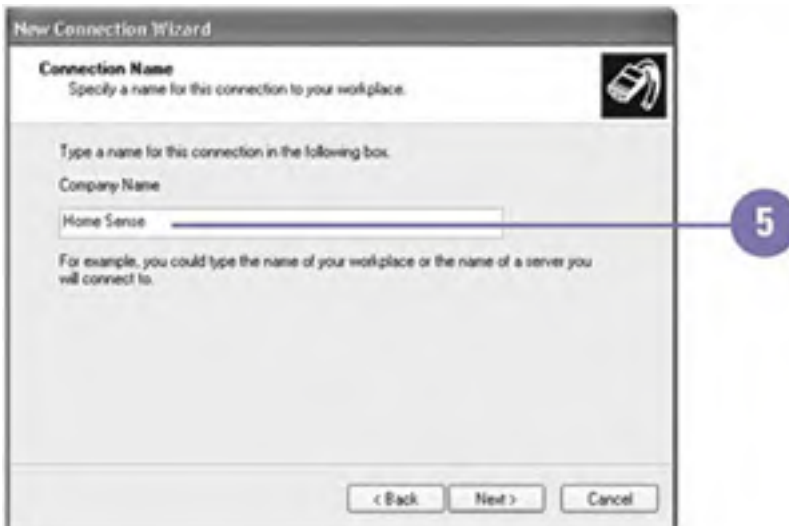 New Connection Wizard
Connection Name
Specify a name for this connection to your workplace.
Type a name for this connection in the following box.
Company Name
Home Sense
5
For example, you could type the name of your workplace or the name of a server you
will connect to.
< Back
Next >
Cancel